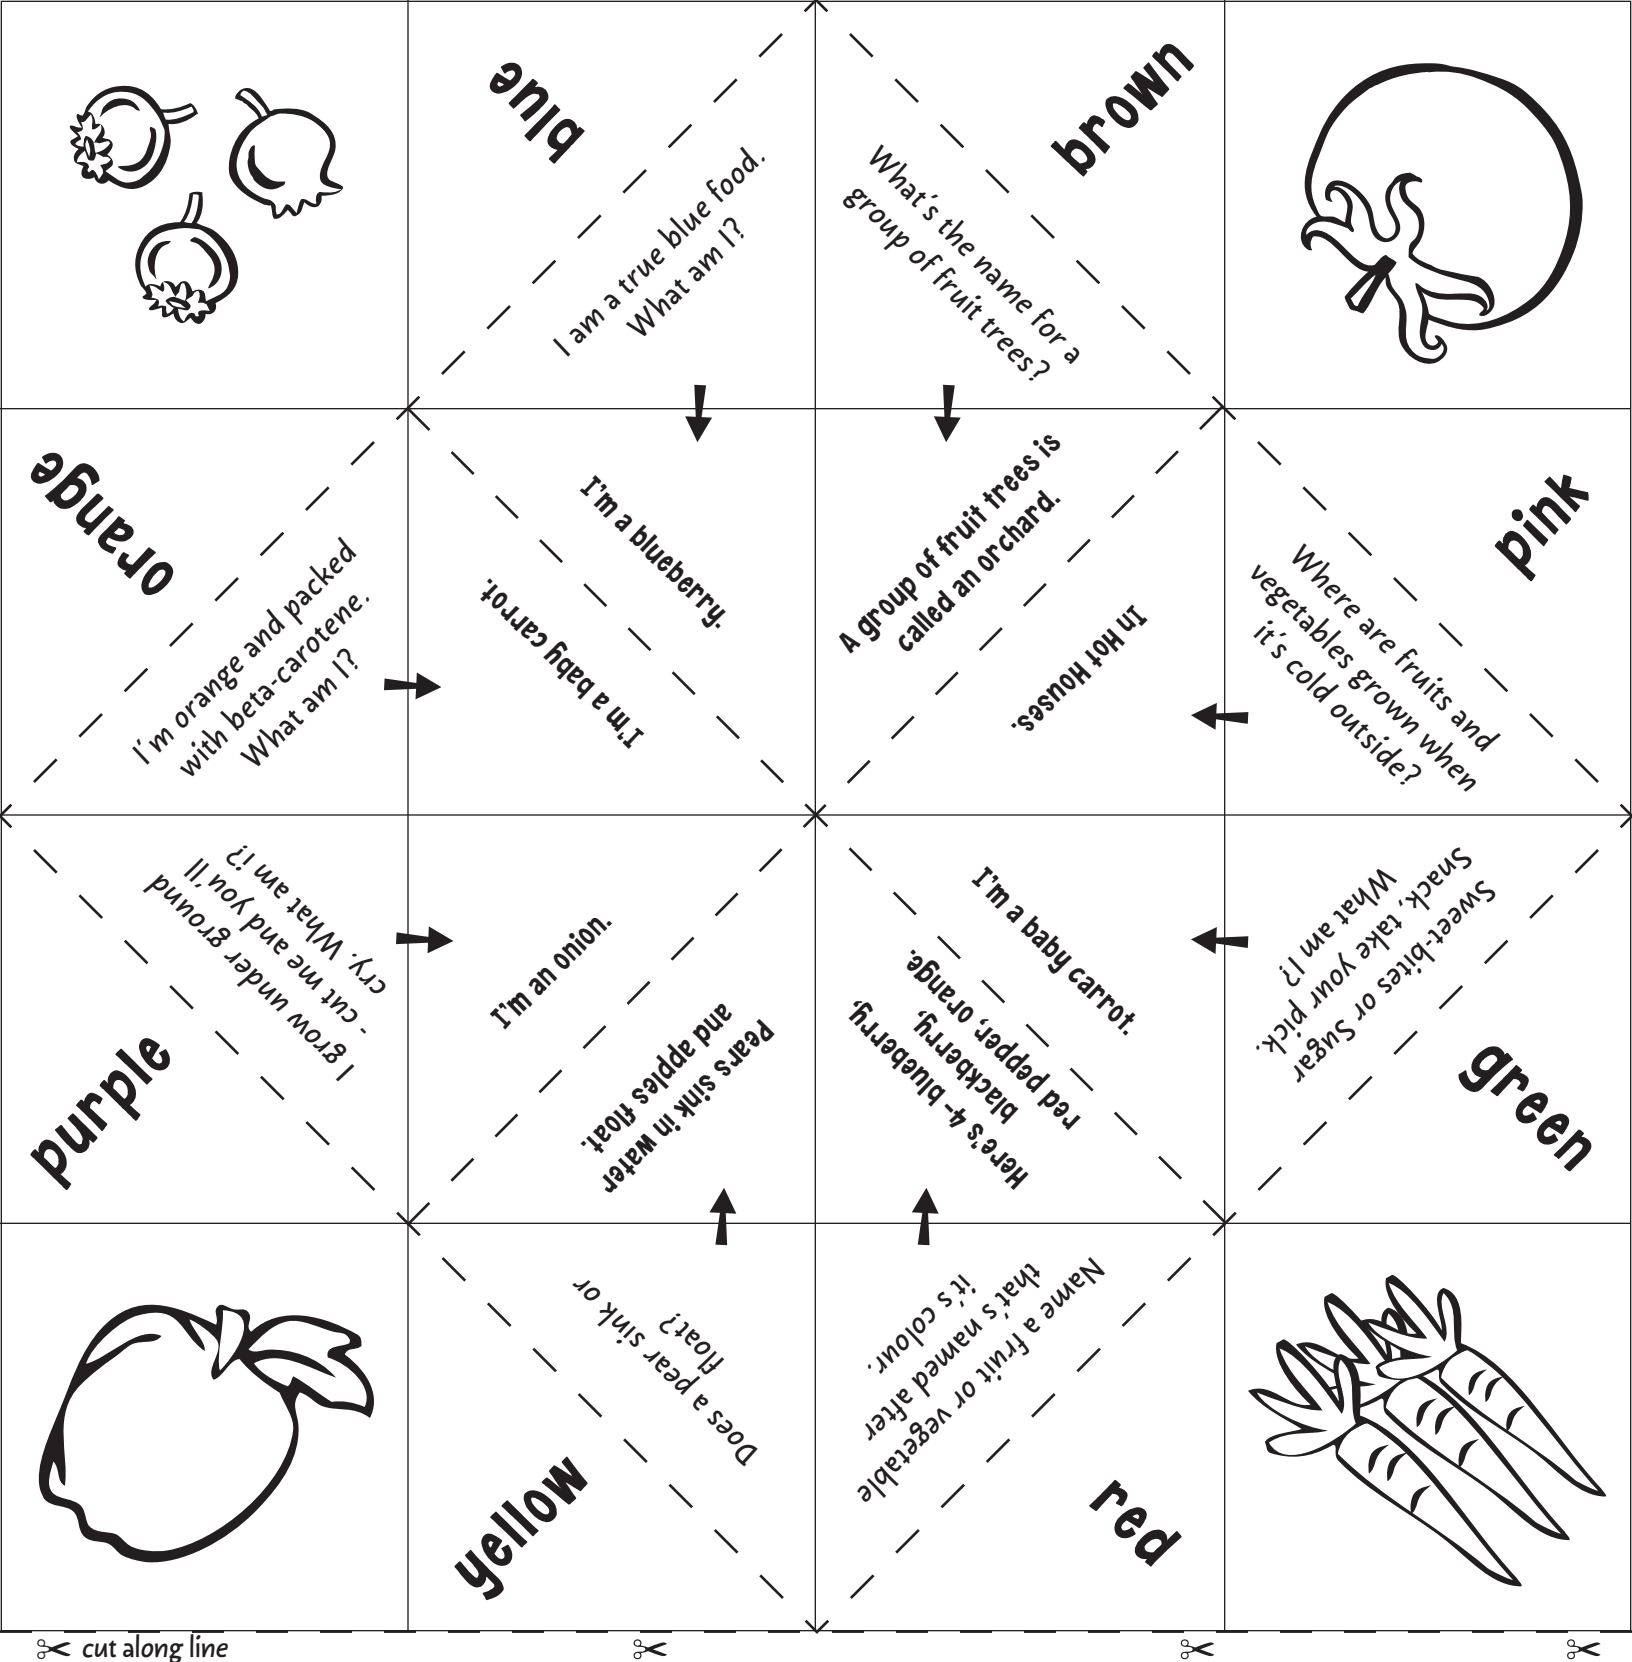 blue
I am a true blue food.
What am I?
brown
What's the name for a
group of fruit trees?
orange
I'm orange and packed
with beta-carotene.
What am I?
I'm a blueberry.
I'm a baby carrot.
A group of fruit trees is
called an orchard.
In Hot Houses.
pink
Where are fruits and
vegetables grown when
it's cold outside?
purple
I grow under ground
- cut me and you 'll
cry. What am I?
I'm an onion.
Pears sink in water
and apples float.
I'm a baby carrot.
Here's 4- blueberry
blackberry,
red pepper, orange.
green
Sweet-bites or Sugar
Snack, take your pick.
What am I?
yellow
Does a pear sink or
float?
red
Name a fruit or vegetable
that's named after
it's colour.
cut along line